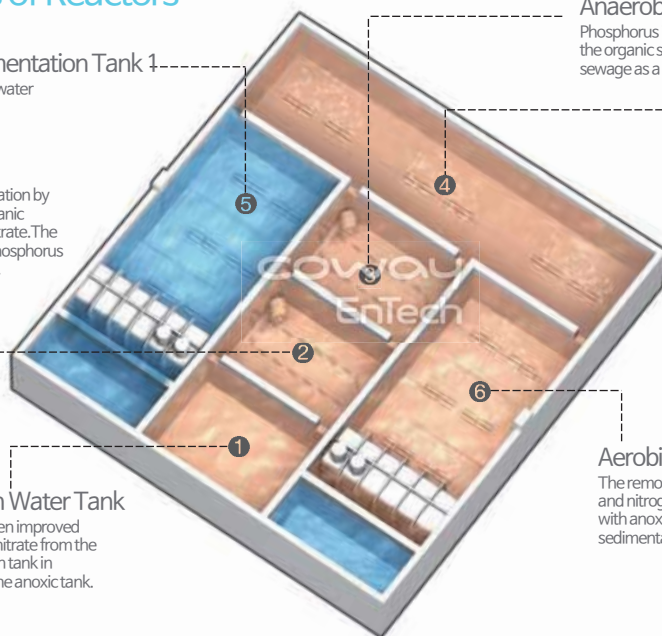 of Reactors
mentation Tank 1
water
ation by
anic
rate. The
hosphorus
Anaerob
Phosphorus
the organic s
sewage as a
4
5
3
coway
EnTech
2
6
1
n Water Tank
en improved
nitrate from the
n tank in
ne anoxic tank.
Aerobi
The remo
and nitrog
with anox
sedimenta